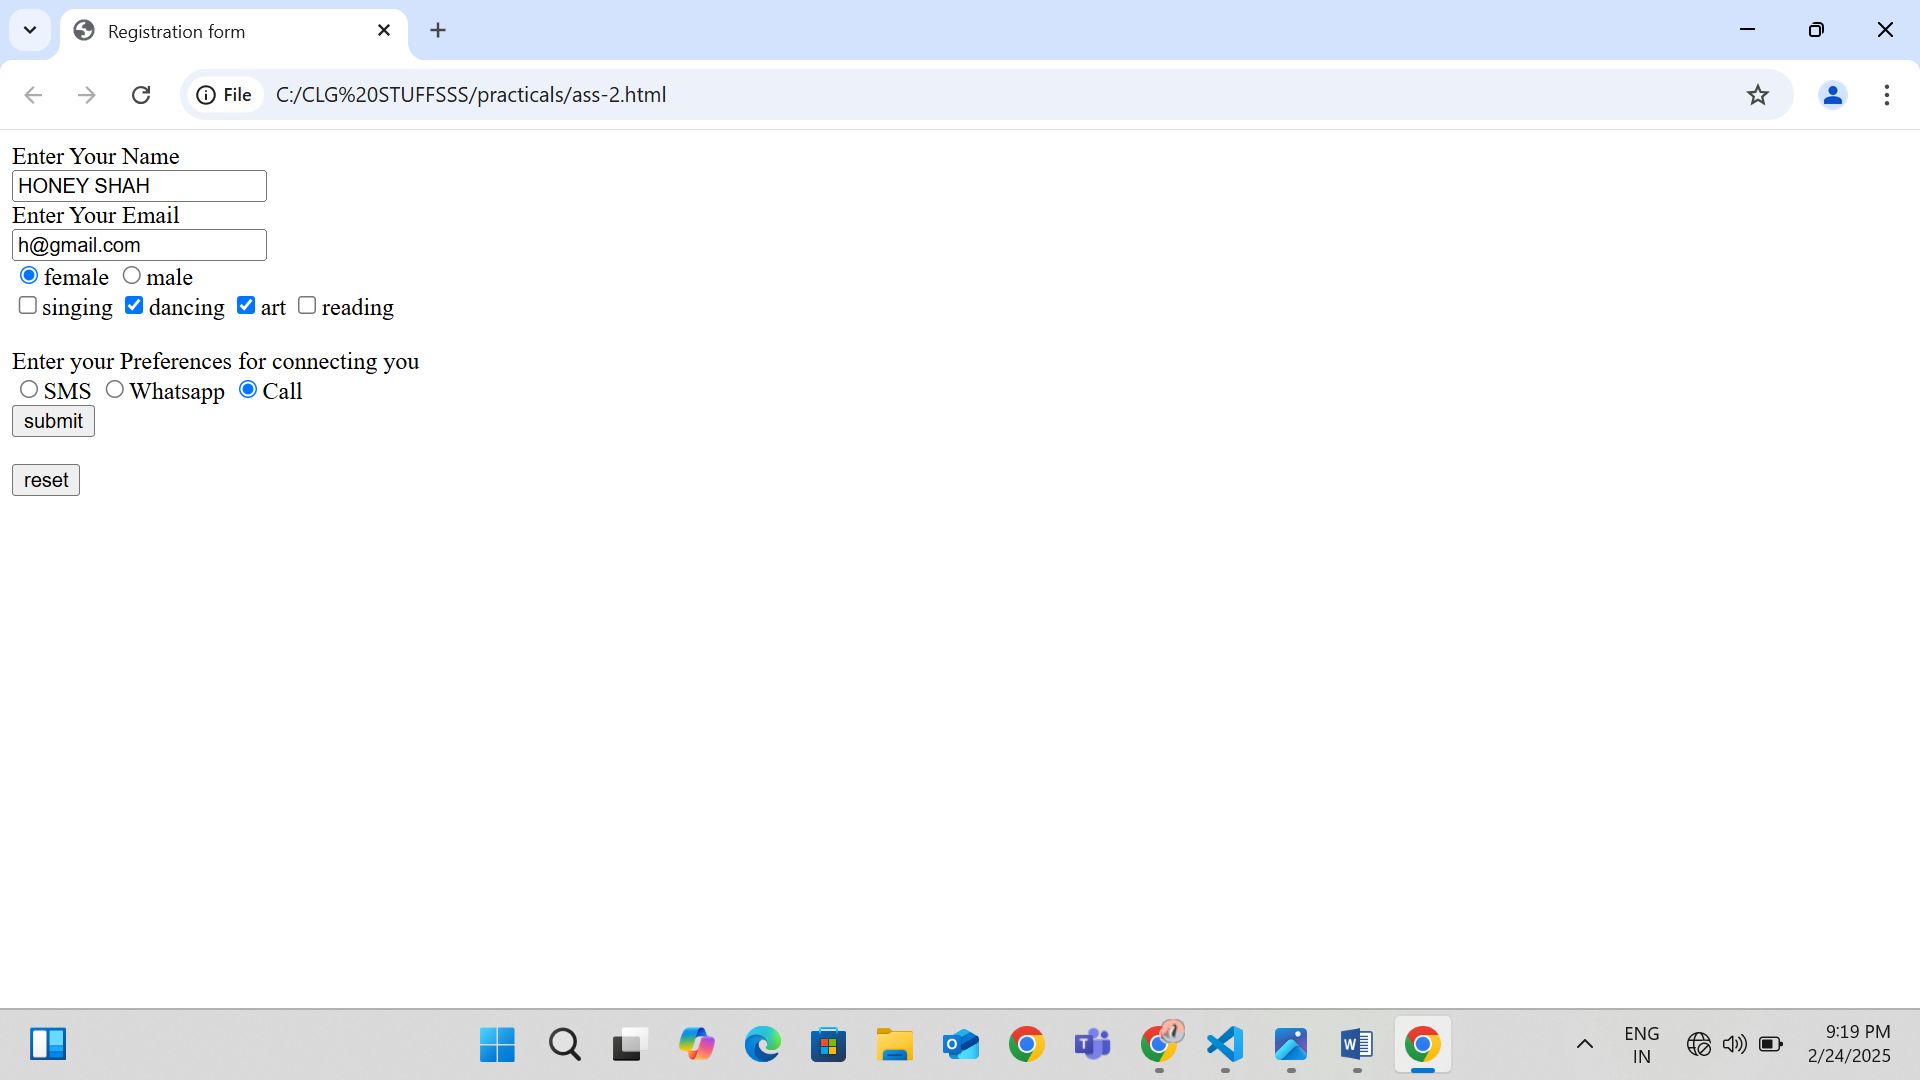 Registration form
File C:/CLG%20STUFFSSS/practicals/ass-2.html
Enter Your Name
HONEY SHAH
Enter Your Email
h@gmail.com
female male
singing dancing art reading
Enter your Preferences for connecting you
SMS Whatsapp Call
submit
reset
ENG
IN
9:19 PM
2/24/2025